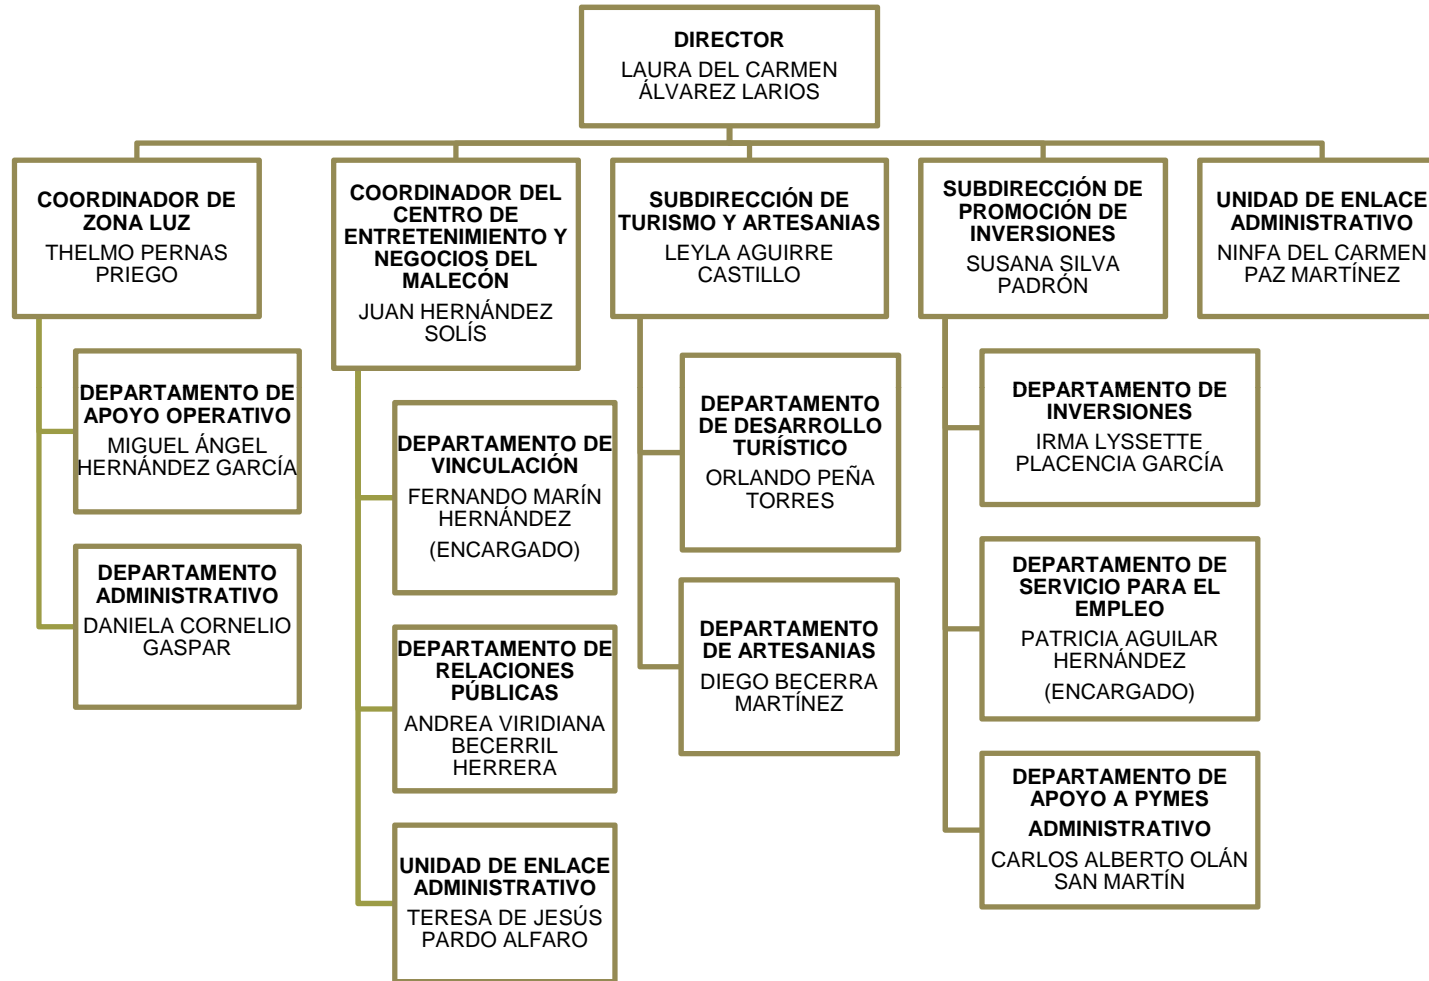 DIRECTOR
LAURA DEL CARMEN
ÁLVAREZ LARIOS
COORDINADOR DE
ZONA LUZ
THELMO PERNAS
PRIEGO
DEPARTAMENTO DE
APOYO OPERATIVO
MIGUEL ÁNGEL
HERNÁNDEZ GARCÍA
DEPARTAMENTO
ADMINISTRATIVO
DANIELA CORNELIO
GASPAR
COORDINADOR DEL
CENTRO DE
ENTRETENIMIENTO Y
NEGOCIOS DEL
MALECÓN
JUAN HERNÁNDEZ
SOLÍS
DEPARTAMENTO DE
VINCULACIÓN
FERNANDO MARÍN
HERNÁNDEZ
(ENCARGADO)
DEPARTAMENTO DE
RELACIONES
PÚBLICAS
ANDREA VIRIDIANA
BECERRIL
HERRERA
UNIDAD DE ENLACE
ADMINISTRATIVO
TERESA DE JESÚS
PARDO ALFARO
SUBDIRECCIÓN DE
TURISMO Y ARTESANIAS
LEYLA AGUIRRE
CASTILLO
DEPARTAMENTO
DE DESARROLLO
TURÍSTICO
ORLANDO PEÑA
TORRES
DEPARTAMENTO
DE ARTESANIAS
DIEGO BECERRA
MARTÍNEZ
SUBDIRECCIÓN DE
PROMOCIÓN DE
INVERSIONES
SUSANA SILVA
PADRÓN
DEPARTAMENTO DE
INVERSIONES
IRMA LYSSETTE
PLACENCIA GARCÍA
DEPARTAMENTO DE
SERVICIO PARA EL
EMPLEO
PATRICIA AGUILAR
HERNÁNDEZ
(ENCARGADO)
DEPARTAMENTO DE
APOYO A PYMES
ADMINISTRATIVO
CARLOS ALBERTO OLÁN
SAN MARTÍN
UNIDAD DE ENLACE
ADMINISTRATIVO
NINFA DEL CARMEN
PAZ MARTÍNEZ